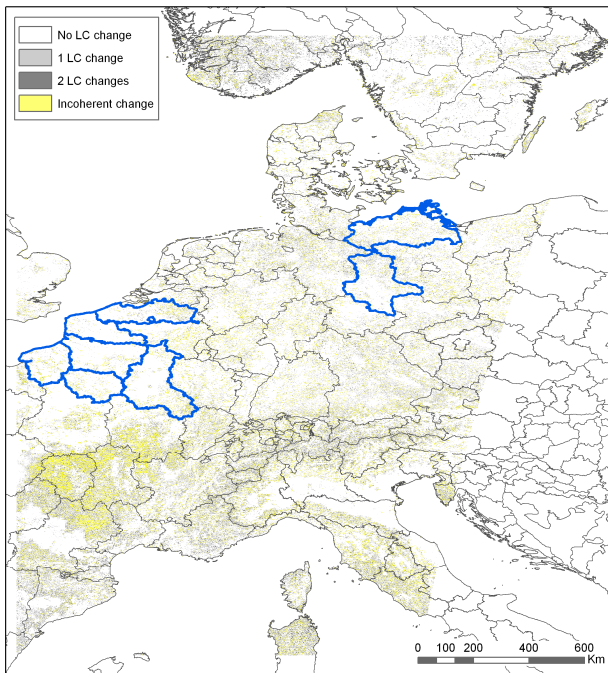 No LC change
1 LC change
2 LC changes
Incoherent change
0 100 200 400 600
Km